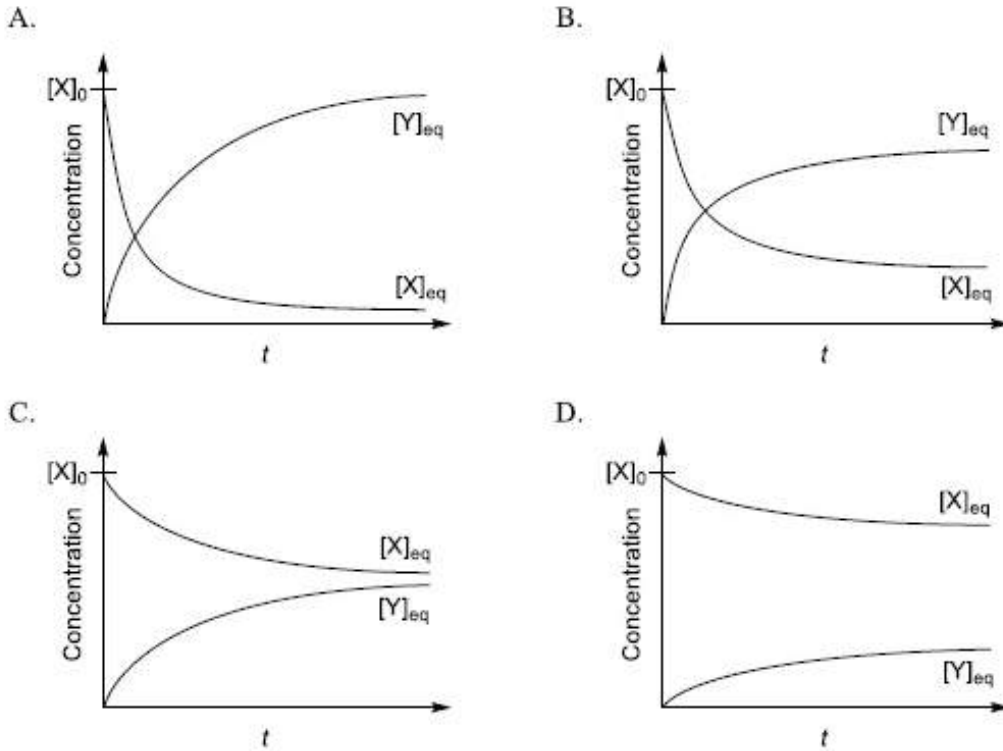 A.
[X]₀
Concentration
[Y]eq
[X]eq
t
B.
[X]₀
Concentration
[Y]eq
[X]eq
t
C.
[X]₀
Concentration
[X]eq
[Y]eq
t
D.
[X]₀
Concentration
[X]eq
[Y]eq
t